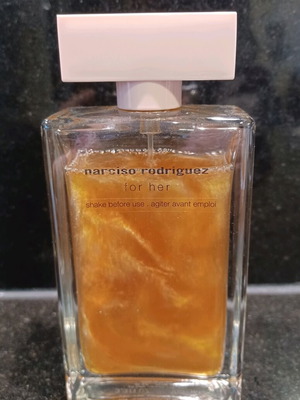 narciso rodriguez
for her
shake before use . agiter avant emploi